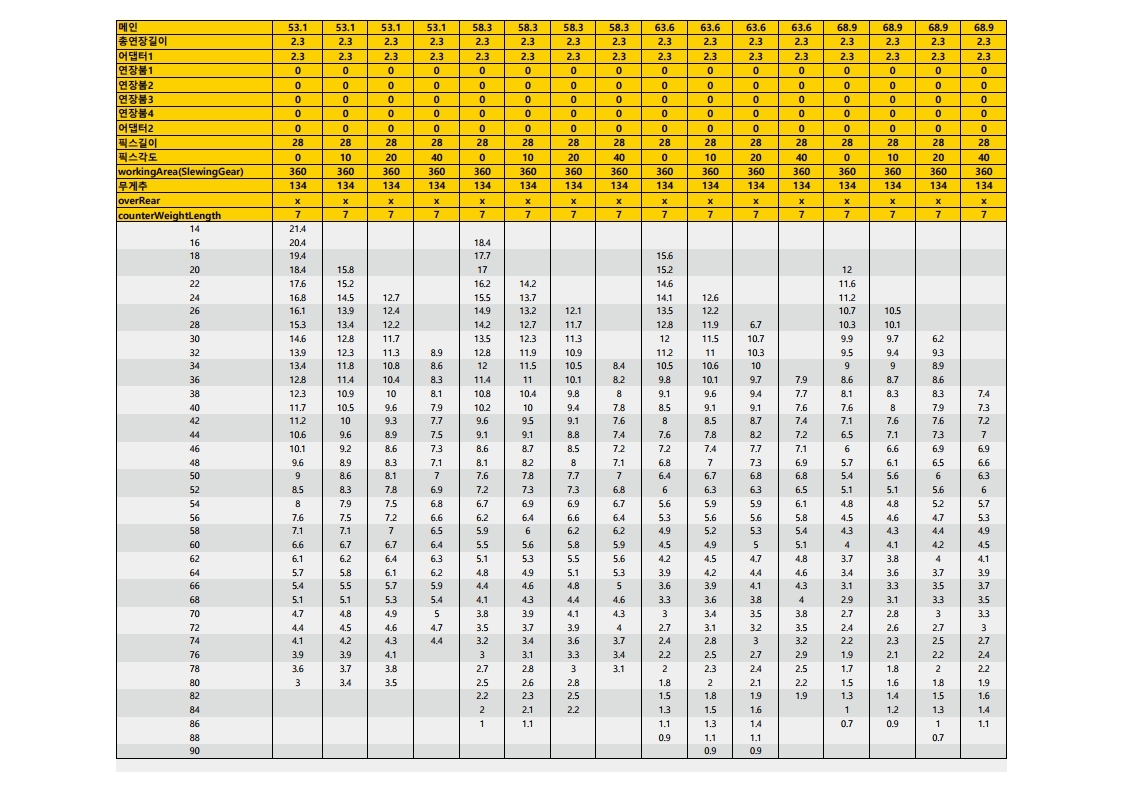 메인 53.1 53.1 53.1 53.1 58.3 58.3 58.3 58.3 63.6 63.6 63.6 63.6 68.9 68.9 68.9 68.9
총연장길이 2.3 2.3 2.3 2.3 2.3 2.3 2.3 2.3 2.3 2.3 2.3 2.3 2.3 2.3 2.3 2.3
어댑터1 2.3 2.3 2.3 2.3 2.3 2.3 2.3 2.3 2.3 2.3 2.3 2.3 2.3 2.3 2.3 2.3
연장붐1 0 0 0 0 0 0 0 0 0 0 0 0 0 0 0 0
연장붐2 0 0 0 0 0 0 0 0 0 0 0 0 0 0 0 0
연장붐3 0 0 0 0 0 0 0 0 0 0 0 0 0 0 0 0
연장붐4 0 0 0 0 0 0 0 0 0 0 0 0 0 0 0 0
어댑터2 0 0 0 0 0 0 0 0 0 0 0 0 0 0 0 0
픽스길이 28 28 28 28 28 28 28 28 28 28 28 28 28 28 28 28
픽스각도 0 10 20 40 0 10 20 40 0 10 20 40 0 10 20 40
workingArea(SlewingGear) 360 360 360 360 360 360 360 360 360 360 360 360 360 360 360 360
무게추 134 134 134 134 134 134 134 134 134 134 134 134 134 134 134 134
overRear x x x x x x x x x x x x x x x x
counterWeightLength 7 7 7 7 7 7 7 7 7 7 7 7 7 7 7 7
14 21.4
16 20.4 18.4
18 19.4 17.7 15.6
20 18.4 15.8 17 15.2 12
22 17.6 15.2 16.2 14.2 14.6 11.6
24 16.8 14.5 12.7 15.5 13.7 14.1 12.6 11.2
26 16.1 13.9 12.4 14.9 13.2 12.1 13.5 12.2 10.7 10.5
28 15.3 13.4 12.2 14.2 12.7 11.7 12.8 11.9 6.7 10.3 10.1
30 14.6 12.8 11.7 13.5 12.3 11.3 12 11.5 10.7 9.9 9.7 6.2
32 13.9 12.3 11.3 8.9 12.8 11.9 10.9 11.2 11 10.3 9.5 9.4 9.3
34 13.4 11.8 10.8 8.6 12 11.5 10.5 8.4 10.5 10.6 10 9 9 8.9
36 12.8 11.4 10.4 8.3 11.4 11 10.1 8.2 9.8 10.1 9.7 7.9 8.6 8.7 8.6
38 12.3 10.9 10 8.1 10.8 10.4 9.8 8 9.1 9.6 9.4 7.7 8.1 8.3 8.3 7.4
40 11.7 10.5 9.6 7.9 10.2 10 9.4 7.8 8.5 9.1 9.1 7.6 7.6 8 7.9 7.3
42 11.2 10 9.3 7.7 9.6 9.5 9.1 7.6 8 8.5 8.7 7.4 7.1 7.6 7.6 7.2
44 10.6 9.6 8.9 7.5 9.1 9.1 8.8 7.4 7.6 7.8 8.2 7.2 6.5 7.1 7.3 7
46 10.1 9.2 8.6 7.3 8.6 8.7 8.5 7.2 7.2 7.4 7.7 7.1 6 6.6 6.9 6.9
48 9.6 8.9 8.3 7.1 8.1 8.2 8 7.1 6.8 7 7.3 6.9 5.7 6.1 6.5 6.6
50 9 8.6 8.1 7 7.6 7.8 7.7 7 6.4 6.7 6.8 6.8 5.4 5.6 6 6.3
52 8.5 8.3 7.8 6.9 7.2 7.3 7.3 6.8 6 6.3 6.3 6.5 5.1 5.1 5.6 6
54 8 7.9 7.5 6.8 6.7 6.9 6.9 6.7 5.6 5.9 5.9 6.1 4.8 4.8 5.2 5.7
56 7.6 7.5 7.2 6.6 6.2 6.4 6.6 6.4 5.3 5.6 5.6 5.8 4.5 4.6 4.7 5.3
58 7.1 7.1 7 6.5 5.9 6 6.2 6.2 4.9 5.2 5.3 5.4 4.3 4.3 4.4 4.9
60 6.6 6.7 6.7 6.4 5.5 5.6 5.8 5.9 4.5 4.9 5 5.1 4 4.1 4.2 4.5
62 6.1 6.2 6.4 6.3 5.1 5.3 5.5 5.6 4.2 4.5 4.7 4.8 3.7 3.8 4 4.1
64 5.7 5.8 6.1 6.2 4.8 4.9 5.1 5.3 3.9 4.2 4.4 4.6 3.4 3.6 3.7 3.9
66 5.4 5.5 5.7 5.9 4.4 4.6 4.8 5 3.6 3.9 4.1 4.3 3.1 3.3 3.5 3.7
68 5.1 5.1 5.3 5.4 4.1 4.3 4.4 4.6 3.3 3.6 3.8 4 2.9 3.1 3.3 3.5
70 4.7 4.8 4.9 5 3.8 3.9 4.1 4.3 3 3.4 3.5 3.8 2.7 2.8 3 3.3
72 4.4 4.5 4.6 4.7 3.5 3.7 3.9 4 2.7 3.1 3.2 3.5 2.4 2.6 2.7 3
74 4.1 4.2 4.3 4.4 3.2 3.4 3.6 3.7 2.4 2.8 3 3.2 2.2 2.3 2.5 2.7
76 3.9 3.9 4.1 3 3.1 3.3 3.4 2.2 2.5 2.7 2.9 1.9 2.1 2.2 2.4
78 3.6 3.7 3.8 2.7 2.8 3 3.1 2 2.3 2.4 2.5 1.7 1.8 2 2.2
80 3 3.4 3.5 2.5 2.6 2.8 1.8 2 2.1 2.2 1.5 1.6 1.8 1.9
82 2.2 2.3 2.5 1.5 1.8 1.9 1.9 1.3 1.4 1.5 1.6
84 2 2.1 2.2 1.3 1.5 1.6 1 1.2 1.3 1.4
86 1 1.1 1.1 1.3 1.4 0.7 0.9 1 1.1
88 0.9 1.1 1.1 0.7
90 0.9 0.9